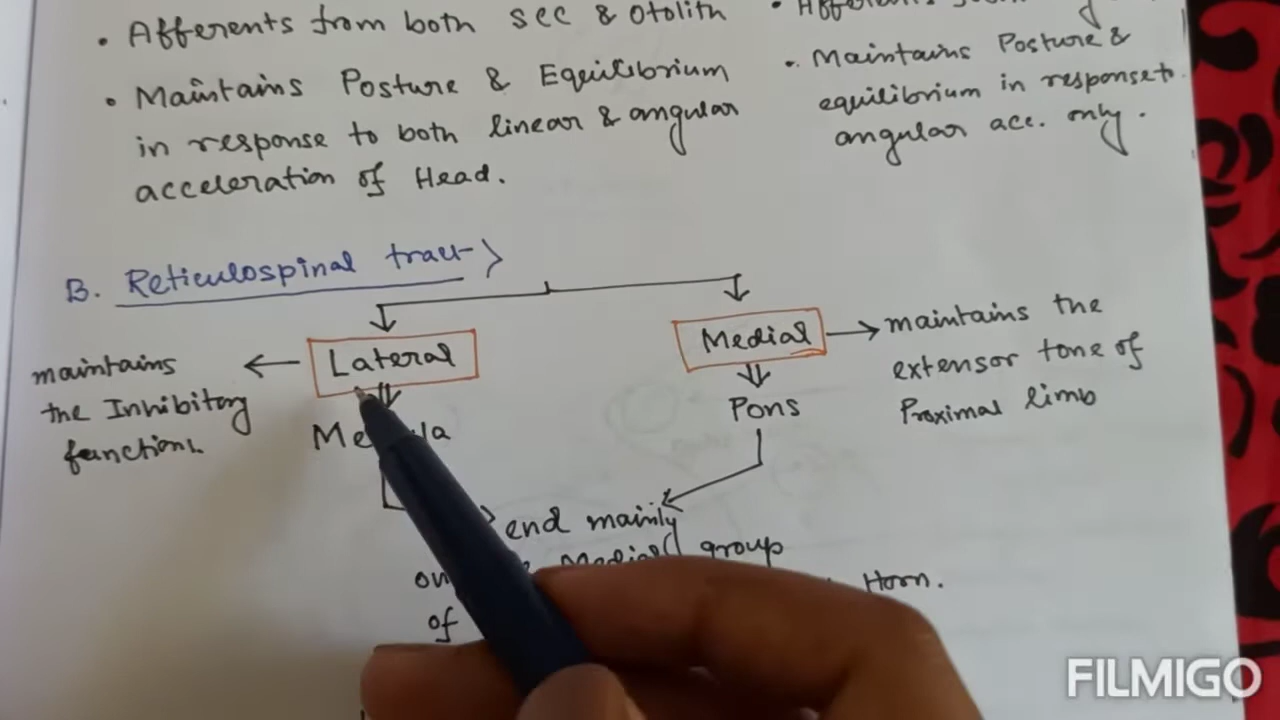 • Afferents from both SCC & Otolith
• Maintains Posture & Equilibrium
in response to both linear & angular
acceleration of Head.
•
• Maintains Posture &
equilibrium in response to
angular acc. only.
B. Reticulospinal tract
Lateral
maintains
the Inhibitory
functions.
Medial
maintains the
extensor tone of
Proximal limb
Pons
end mainly
group
Horn.
of
FILMIGO